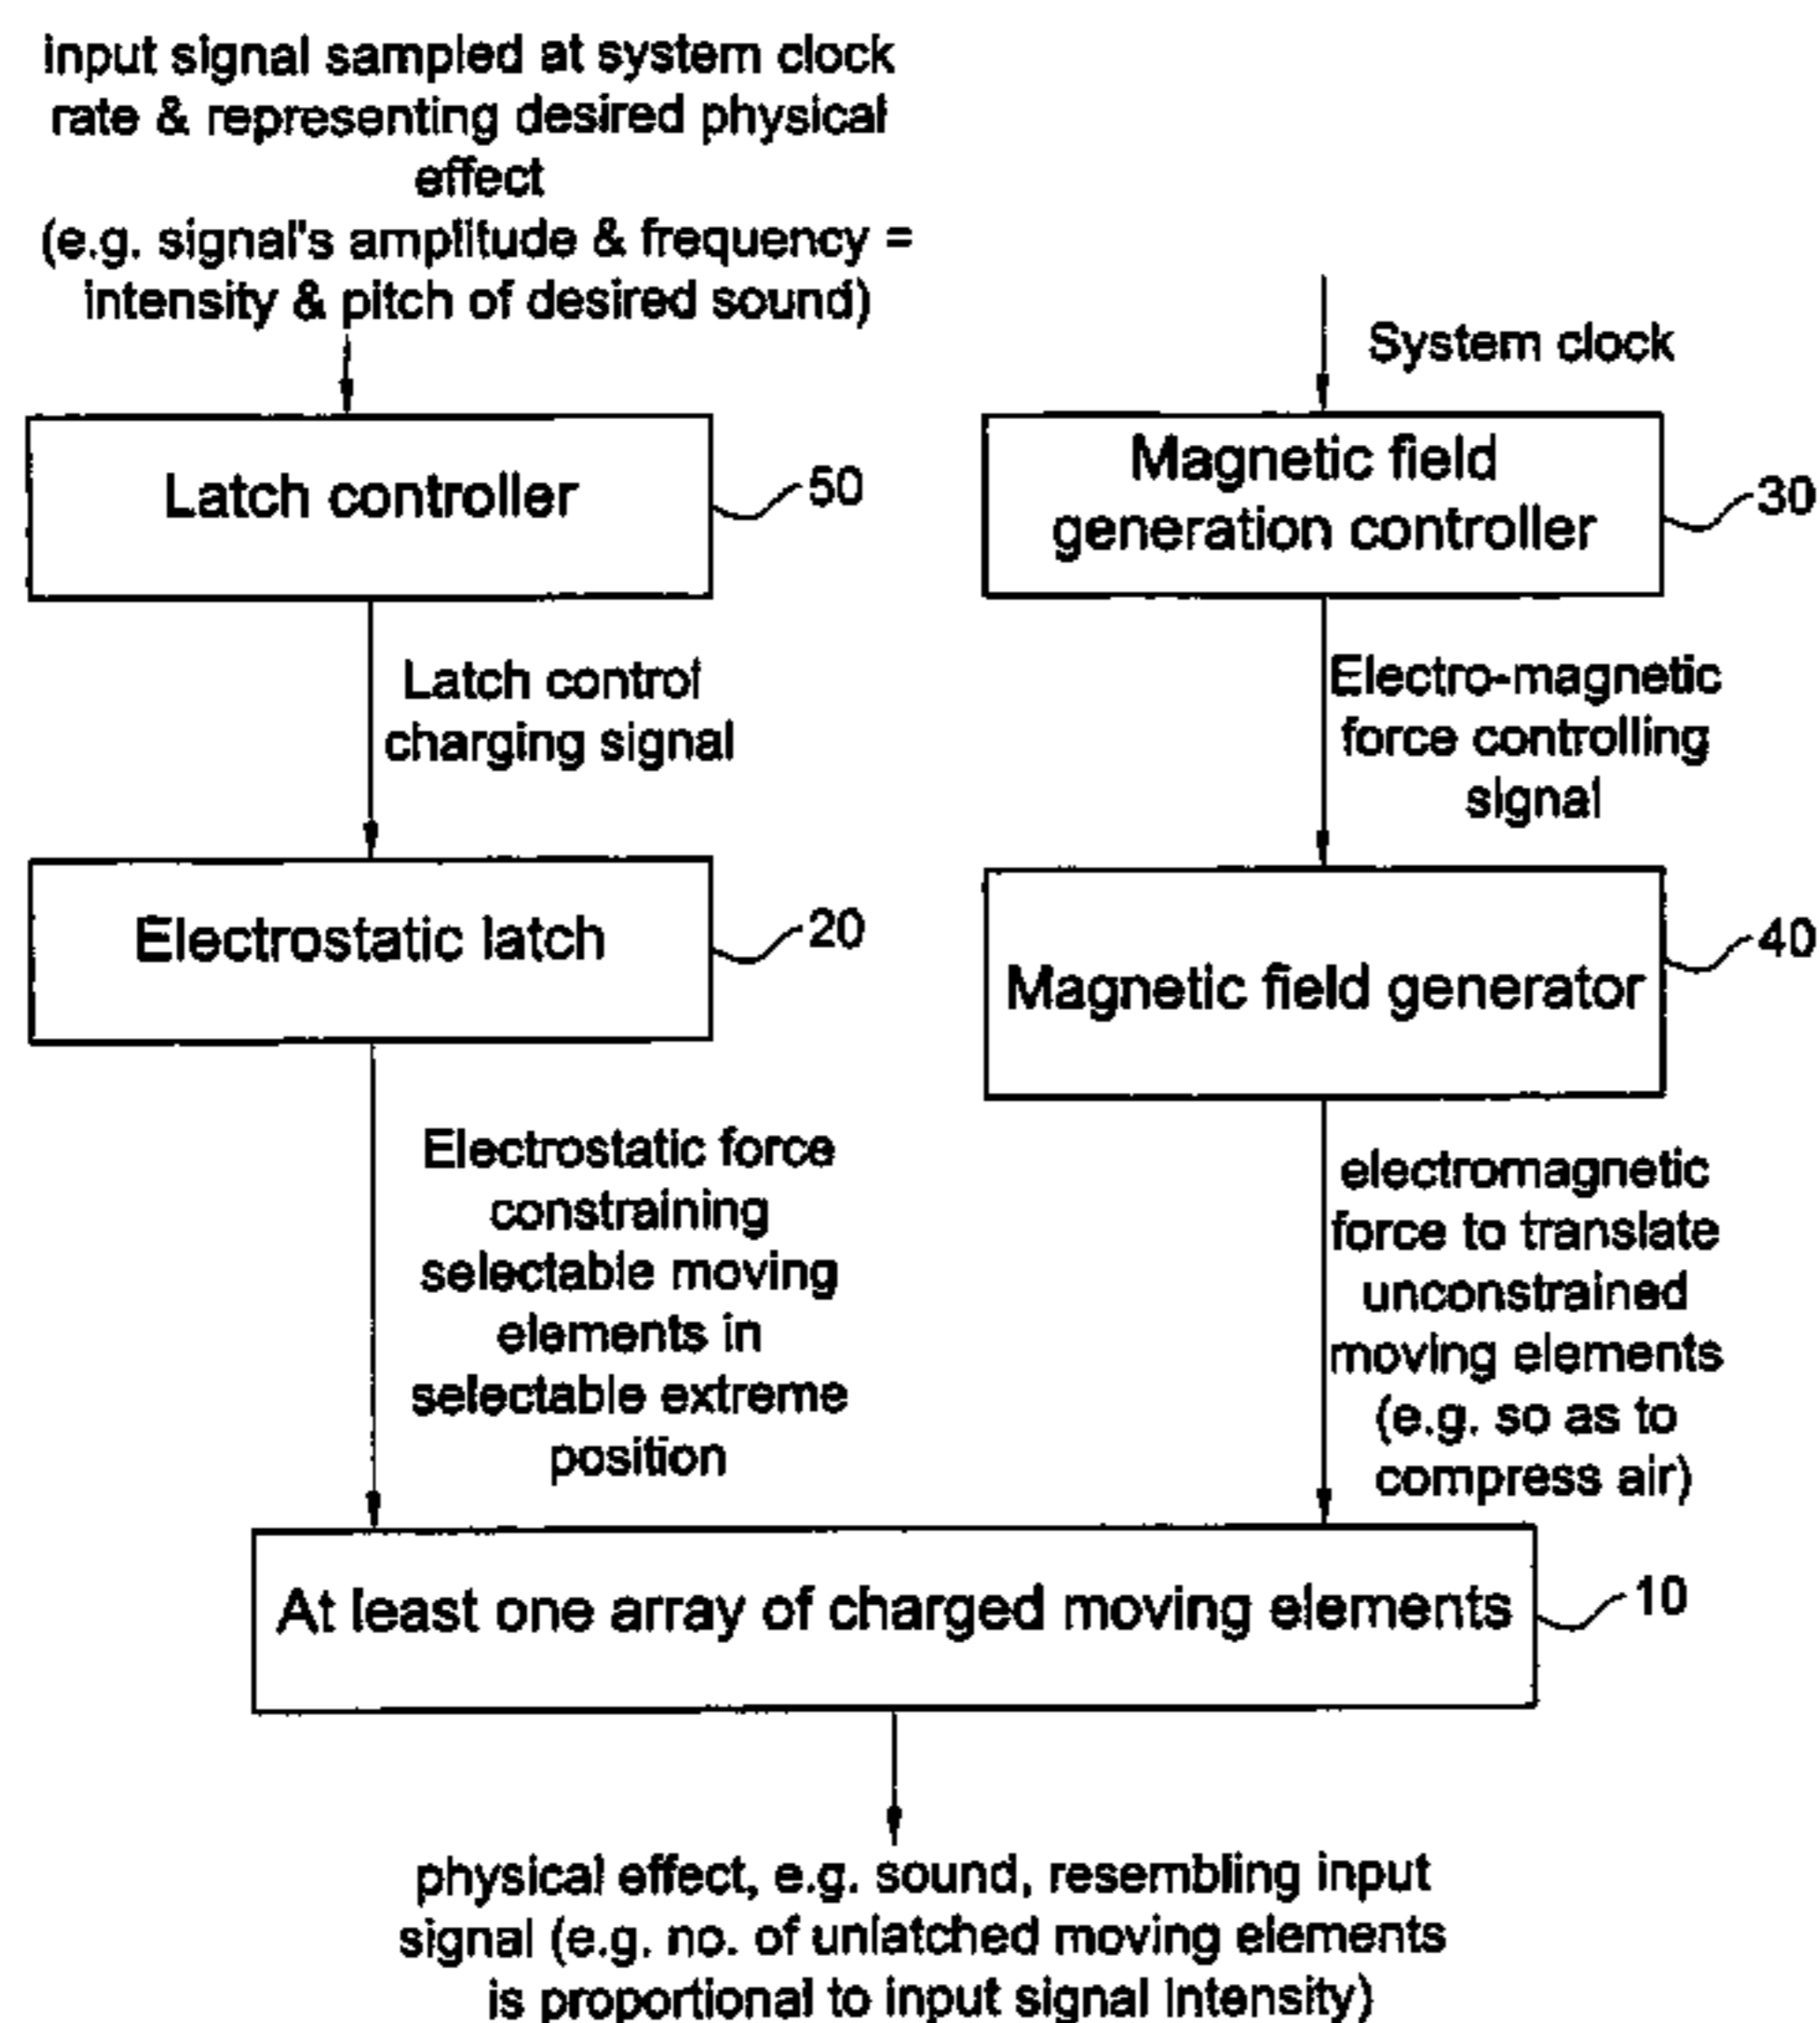 input signal sampled at system clock
rate & representing desired physical
effect
(e.g. signal's amplitude & frequency =
intensity & pitch of desired sound)
System clock
Latch controller
50
Magnetic field
generation controller
30
Latch control
charging signal
Electro-magnetic
force controlling
signal
Electrostatic latch
20
Magnetic field generator
40
Electrostatic force
constraining
selectable moving
elements in
selectable extreme
position
electromagnetic
force to translate
unconstrained
moving elements
(e.g. so as to
compress air)
At least one array of charged moving elements
10
physical effect, e.g. sound, resembling input
signal (e.g. no. of unlatched moving elements
is proportional to input signal intensity)